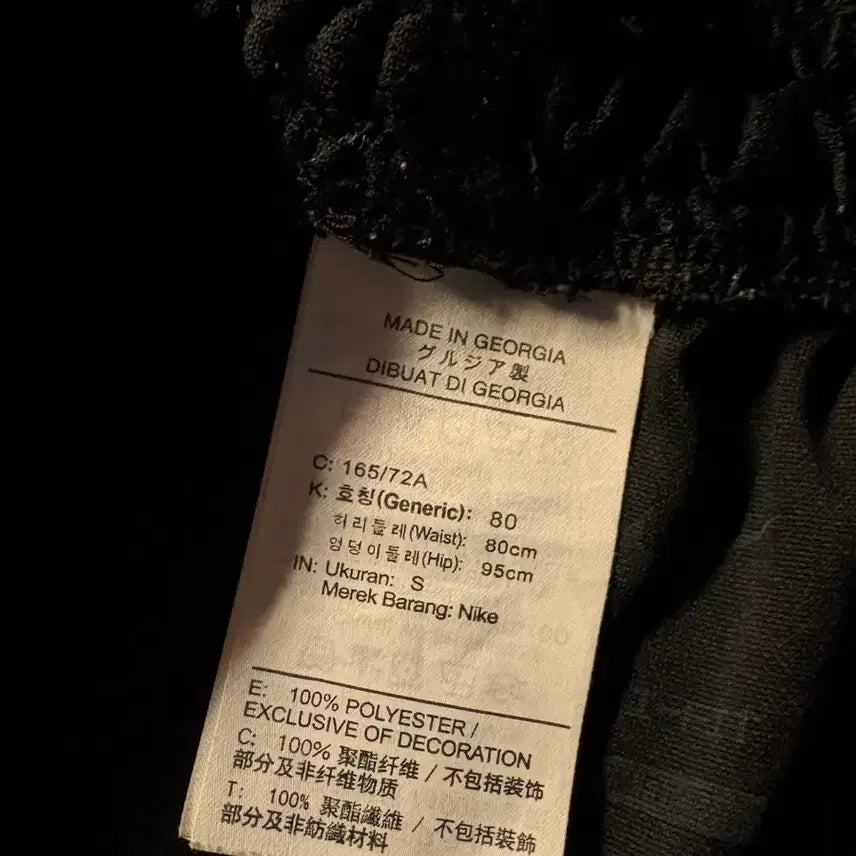 MADE IN GEORGIA
グルジア製
DIBUAT DI GEORGIA
C: 165/72A
K: 호칭(Generic): 80
허리둘레(Waist): 80cm
엉덩이둘레(Hip): 95cm
IN: Ukuran: S
Merek Barang: Nike
E: 100% POLYESTER /
EXCLUSIVE OF DECORATION
C: 100% 聚酯纤维 / 不包括装饰
部分及非纤维物质
T: 100% 聚酯纖維 / 不包括裝飾
部分及非紡織材料